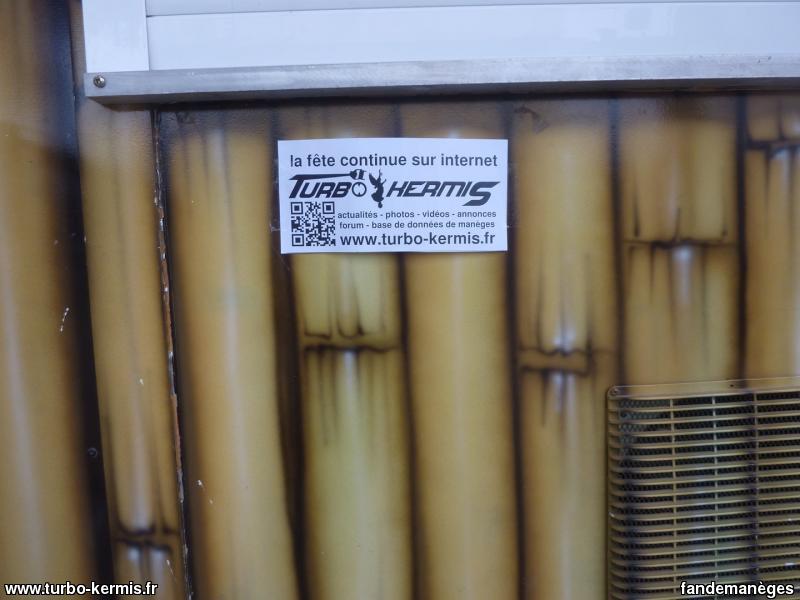 la fête continue sur internet
TURBO KERMIS
actualités - photos - vidéos - annonces
forum - base de données de manèges
www.turbo-kermis.fr
www.turbo-kermis.fr
fandemanèges